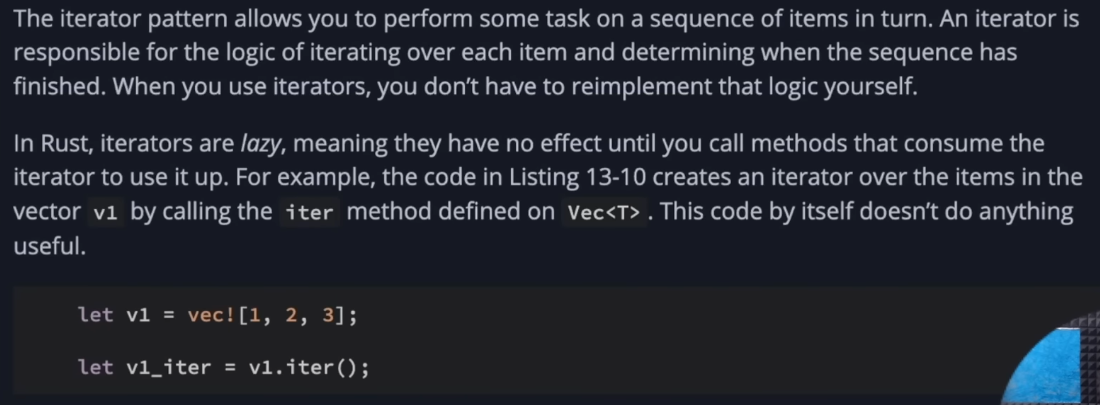 The iterator pattern allows you to perform some task on a sequence of items in turn. An iterator is
responsible for the logic of iterating over each item and determining when the sequence has
finished. When you use iterators, you don’t have to reimplement that logic yourself.
In Rust, iterators are lazy, meaning they have no effect until you call methods that consume the
iterator to use it up. For example, the code in Listing 13-10 creates an iterator over the items in the
vector v1 by calling the iter method defined on Vec<T> . This code by itself doesn’t do anything
useful.
let v1 = vec![1, 2, 3];
let v1_iter = v1.iter();